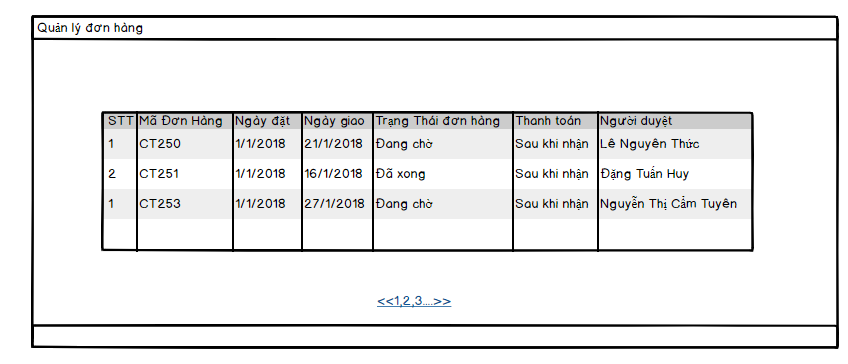 Quản lý đơn hàng
STT Mã Đơn Hàng Ngày đặt Ngày giao Trạng Thái đơn hàng Thanh toán Người duyệt
1 CT250 1/1/2018 21/1/2018 Đang chờ Sau khi nhận Lê Nguyên Thức
2 CT251 1/1/2018 16/1/2018 Đã xong Sau khi nhận Đặng Tuấn Huy
1 CT253 1/1/2018 27/1/2018 Đang chờ Sau khi nhận Nguyễn Thị Cẩm Tuyên
<<1,2,3....>>